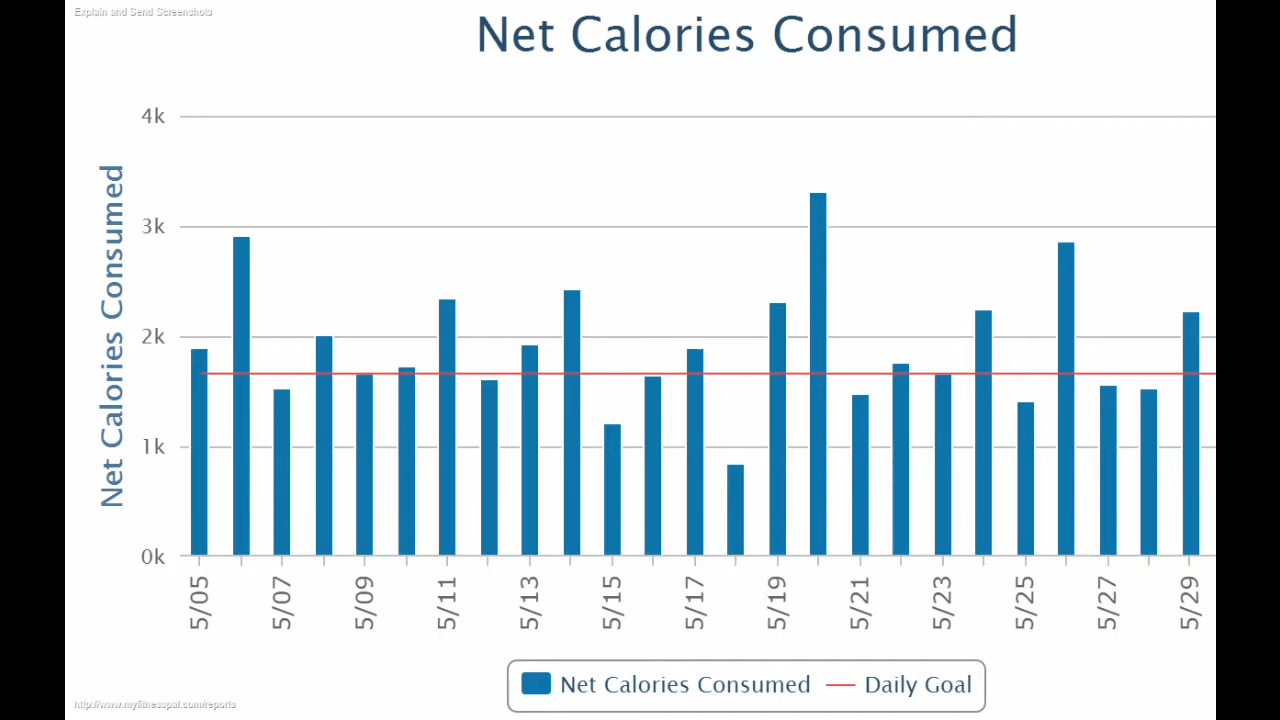 Explain and Send Screenshots
Net Calories Consumed
Net Calories Consumed
4k
3k
2k
1k
0k
5/05
5/07
5/09
5/11
5/13
5/15
5/17
5/19
5/21
5/23
5/25
5/27
5/29
Net Calories Consumed
Daily Goal
http://www.myfitnesspal.com/reports